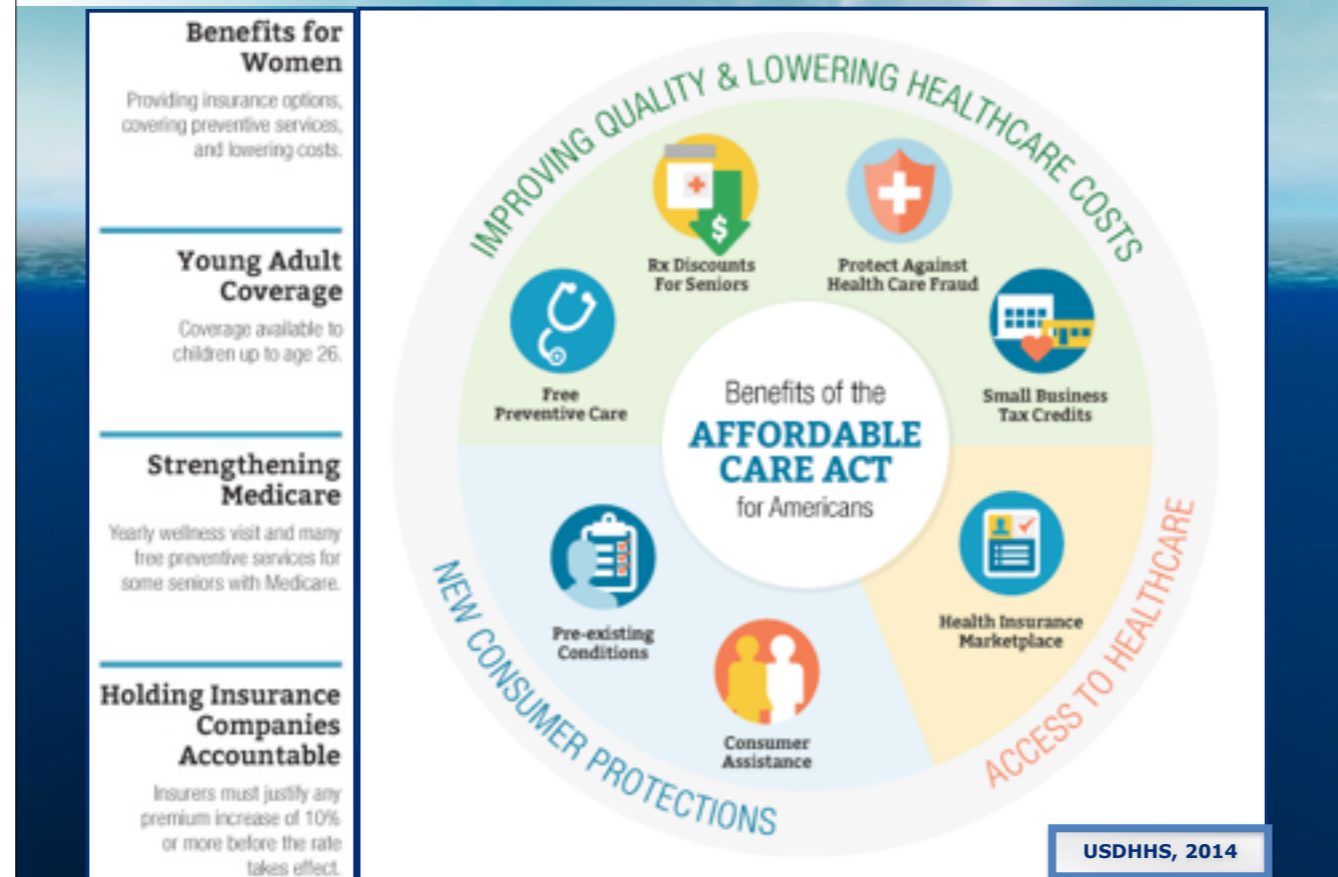 Benefits for
Women
Providing insurance options,
covering preventive services,
and lowering costs.
Young Adult
Coverage
Coverage available to
children up to age 26.
Strengthening
Medicare
Yearly wellness visit and many
free preventive services for
some seniors with Medicare.
Holding Insurance
Companies
Accountable
Insurers must justify any
premium increase of 10%
or more before the rate
takes effect.
IMPROVING QUALITY & LOWERING HEALTHCARE COSTS
Rx Discounts
For Seniors
$
Protect Against
Health Care Fraud
Free
Preventive Care
Small Business
Tax Credits
Benefits of the
AFFORDABLE
CARE ACT
for Americans
Pre-existing
Conditions
Health Insurance
Marketplace
Consumer
Assistance
NEW CONSUMER PROTECTIONS
ACCESS TO HEALTHCARE
USDHHS, 2014